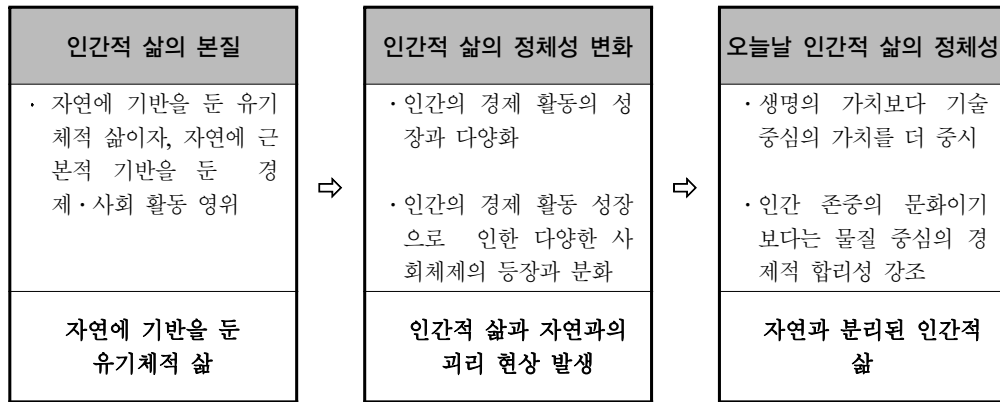 인간적 삶의 본질
· 자연에 기반을 둔 유기
체적 삶이자, 자연에 근
본적 기반을 둔 경
제·사회 활동 영위
자연에 기반을 둔
유기체적 삶
⇨
인간적 삶의 정체성 변화
·인간의 경제 활동의 성
장과 다양화
·인간의 경제 활동 성장
으로 인한 다양한 사
회체제의 등장과 분화
인간적 삶과 자연과의
괴리 현상 발생
⇨
오늘날 인간적 삶의 정체성
·생명의 가치보다 기술
중심의 가치를 더 중시
·인간 존중의 문화이기
보다는 물질 중심의 경
제적 합리성 강조
자연과 분리된 인간적
삶